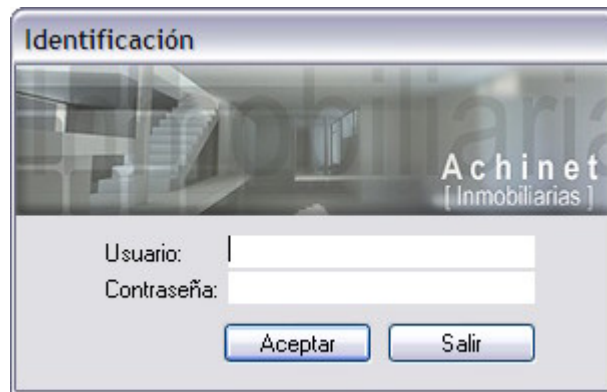 Identificación
Inmobiliaria
Achinet
[ Inmobiliarias ]
Usuario:
Contraseña:
Aceptar
Salir